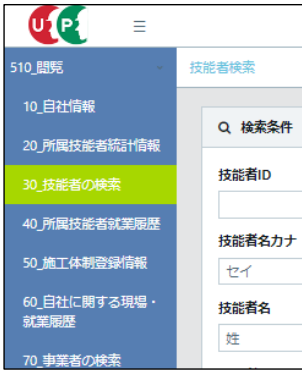 U P
510_閲覧
技能者検索
10_自社情報
20_所属技能者統計情報
30_技能者の検索
40_所属技能者就業履歴
50_施工体制登録情報
60_自社に関する現場・
就業履歴
70_事業者の検索
検索条件
技能者ID
技能者名カナ
セイ
技能者名
姓